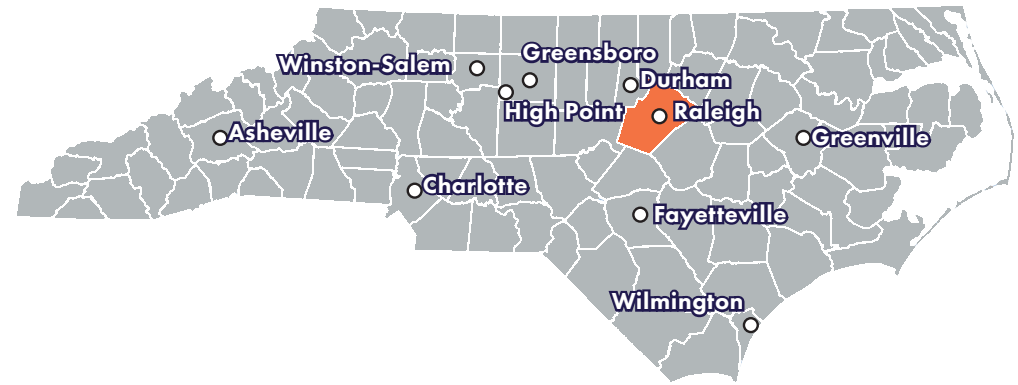 Greensboro
Winston-Salem
Durham
High Point
Raleigh
Asheville
Greenville
Charlotte
Fayetteville
Wilmington